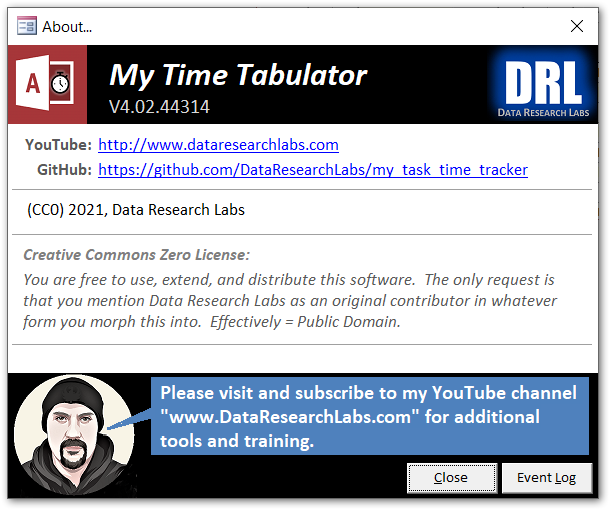 About...
A
My Time Tabulator
V4.02.44314
DRL
DATA RESEARCH LABS
YouTube: http://www.dataresearchlabs.com
GitHub: https://github.com/DataResearchLabs/my_task_time_tracker
(CC0) 2021, Data Research Labs
Creative Commons Zero License:
You are free to use, extend, and distribute this software.  The only request is
that you mention Data Research Labs as an original contributor in whatever
form you morph this into.  Effectively = Public Domain.
Please visit and subscribe to my YouTube channel
"www.DataResearchLabs.com" for additional
tools and training.
Close
Event Log